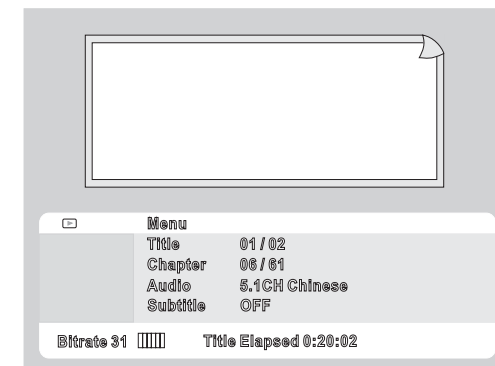 Menu
Title 01 / 02
Chapter 06 / 61
Audio 5.1CH Chinese
Subtitle OFF
Bitrate 31 Title Elapsed 0:20:02